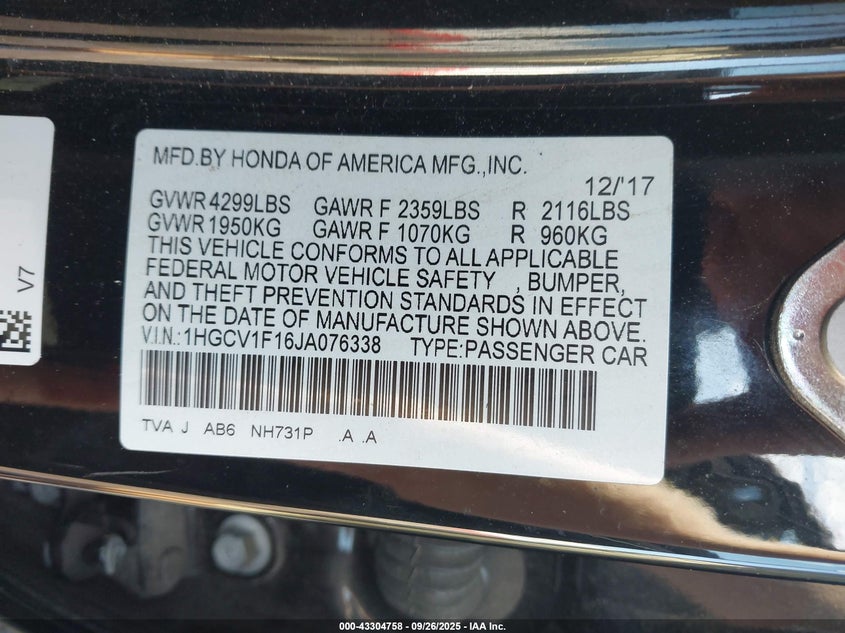 MFD.BY HONDA OF AMERICA MFG.,INC.
12/'17
GVWR 4299LBS GAWR F 2359LBS R 2116LBS
GVWR 1950KG GAWR F 1070KG R 960KG
THIS VEHICLE CONFORMS TO ALL APPLICABLE
FEDERAL MOTOR VEHICLE SAFETY , BUMPER,
AND THEFT PREVENTION STANDARDS IN EFFECT
ON THE DATE OF MANUFACTURE SHOWN ABOVE.
V.I.N.:1HGCV1F16JA076338 TYPE:PASSENGER CAR
TVA J AB6 NH731P .A .A
V7
000-43304758 - 09/26/2025 - IAA Inc.